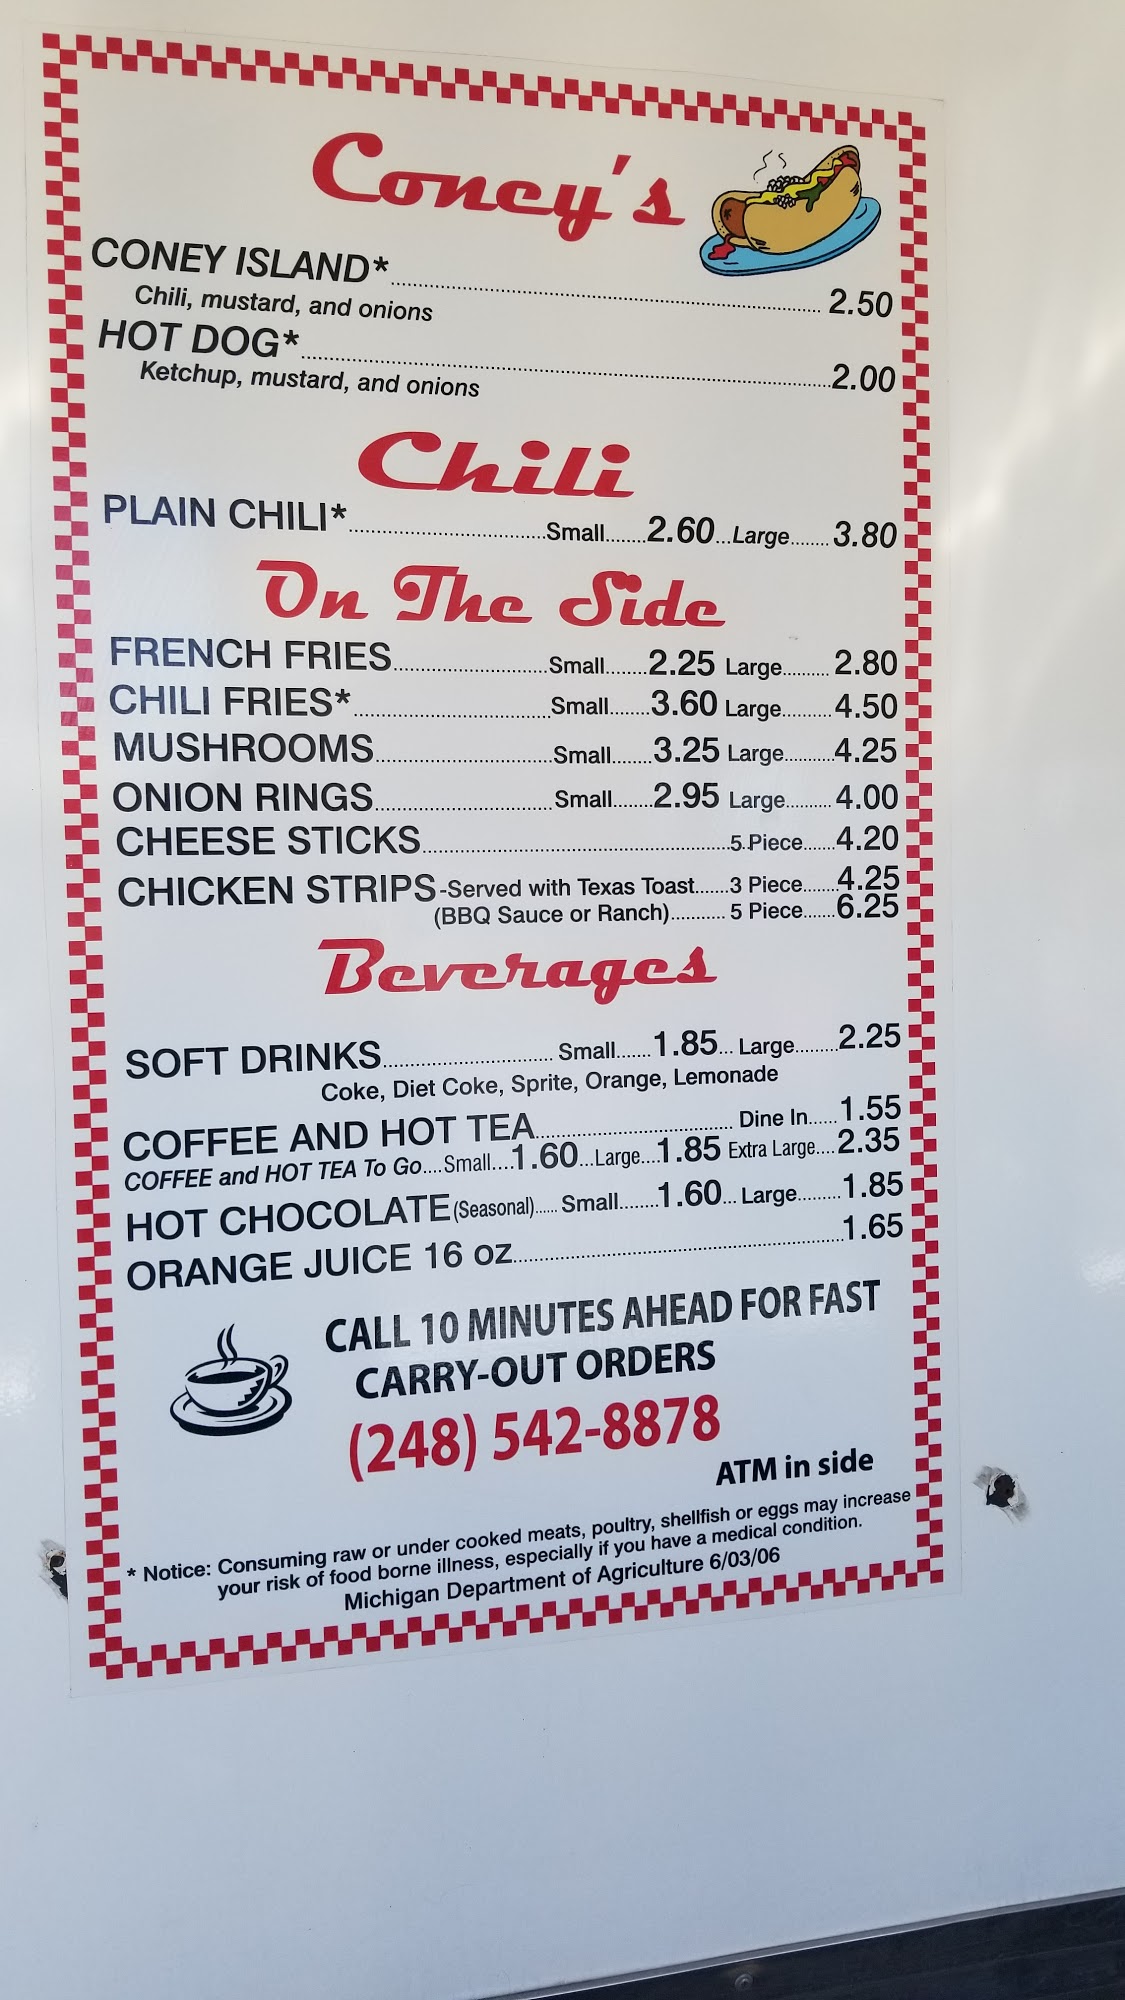 Coney's
CONEY ISLAND*........ 2.50
Chili, mustard, and onions
HOT DOG*........2.00
Ketchup, mustard, and onions
Chili
PLAIN CHILI*........Small.......2.60...Large.......3.80
On The Side
FRENCH FRIES........Small.......2.25 Large.........2.80
CHILI FRIES*........Small.......3.60 Large.........4.50
MUSHROOMS........Small.......3.25 Large.........4.25
ONION RINGS........Small.......2.95 Large.........4.00
CHEESE STICKS........5 Piece......4.20
CHICKEN STRIPS-Served with Texas Toast......3 Piece.......4.25
(BBQ Sauce or Ranch).......... 5 Piece......6.25
Beverages
SOFT DRINKS........ Small......1.85... Large........2.25
Coke, Diet Coke, Sprite, Orange, Lemonade
COFFEE AND HOT TEA........ Dine In.....1.55
COFFEE and HOT TEA To Go....Small....1.60...Large....1.85 Extra Large....2.35
HOT CHOCOLATE(Seasonal)...... Small........1.60... Large.........1.85
ORANGE JUICE 16 oz........1.65
CALL 10 MINUTES AHEAD FOR FAST
CARRY-OUT ORDERS
(248) 542-8878
ATM in side
* Notice: Consuming raw or under cooked meats, poultry, shellfish or eggs may increase
your risk of food borne illness, especially if you have a medical condition.
Michigan Department of Agriculture 6/03/06